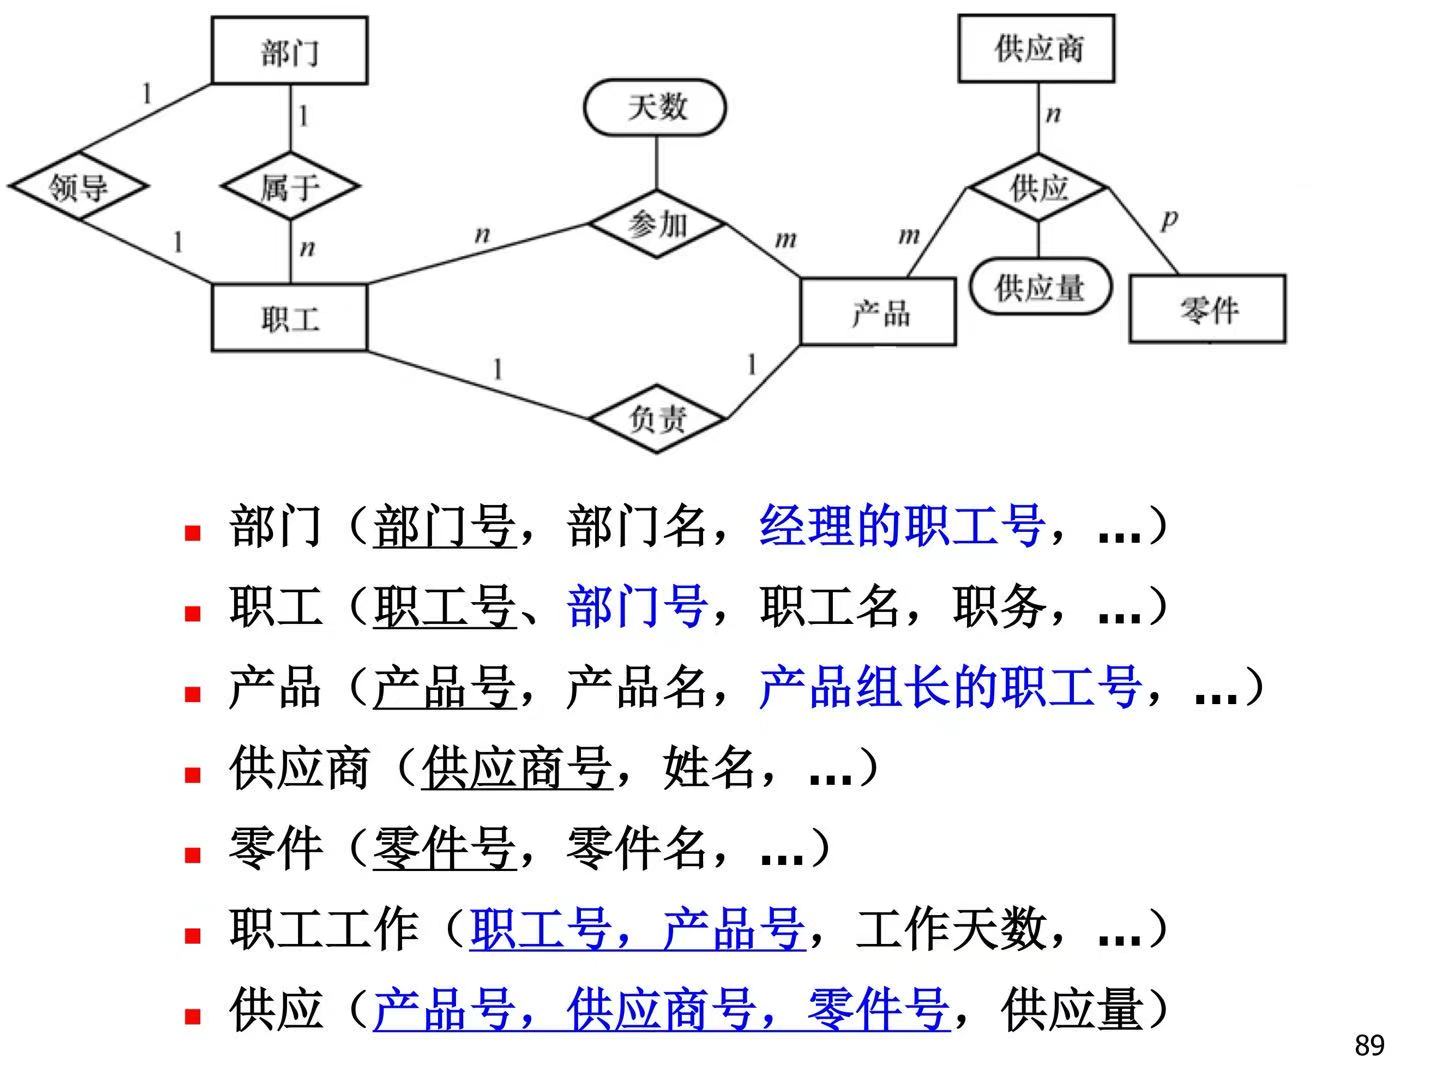 部门
供应商
1
1
天数
n
领导
属于
参加
供应
1
n
n
m
m
p
职工
产品
供应量
零件
1
1
负责
部门（部门号，部门名，经理的职工号，...）
职工（职工号、部门号，职工名，职务，...）
产品（产品号，产品名，产品组长的职工号，...）
供应商（供应商号，姓名，...）
零件（零件号，零件名，...）
职工工作（职工号，产品号，工作天数，...）
供应（产品号，供应商号，零件号，供应量）
89